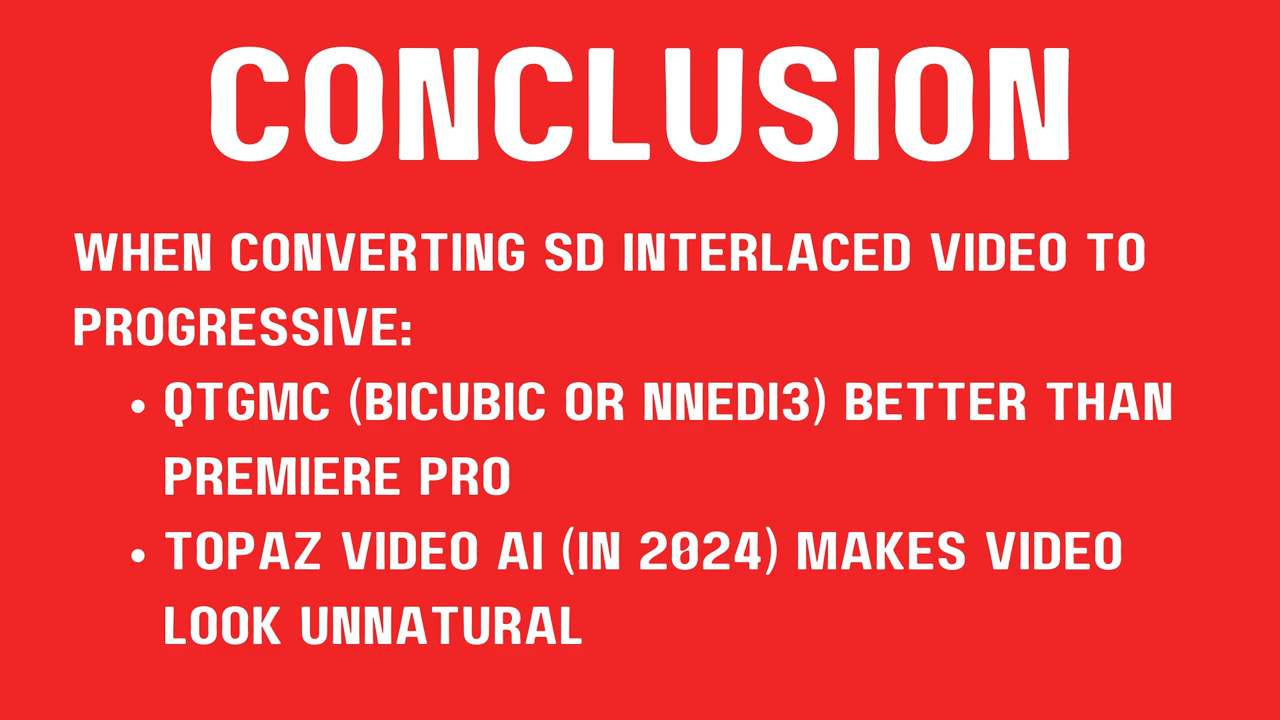 CONCLUSION
WHEN CONVERTING SD INTERLACED VIDEO TO
PROGRESSIVE:
• QTGMC (BICUBIC OR NNEDI3) BETTER THAN
PREMIERE PRO
• TOPAZ VIDEO AI (IN 2024) MAKES VIDEO
LOOK UNNATURAL